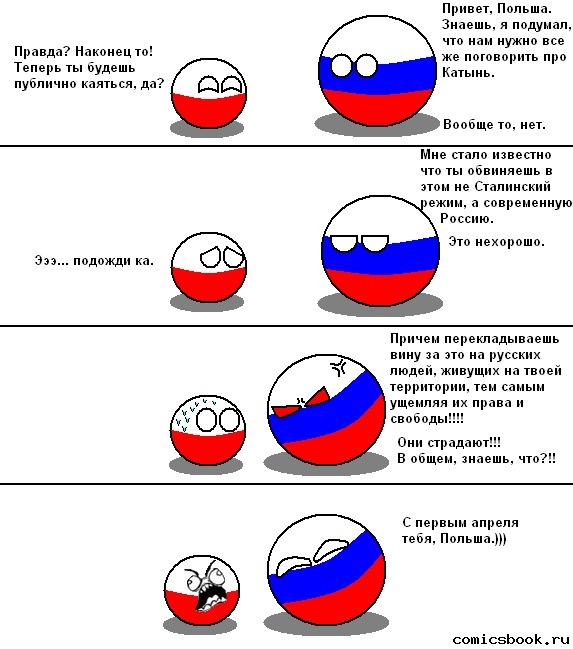 Привет, Польша.
Знаешь, я подумал,
что нам нужно все
же поговорить про
Катынь.
Правда? Наконец то!
Теперь ты будешь
публично каяться, да?
Вообще то, нет.
Мне стало известно
что ты обвиняешь в
этом не Сталинский
режим, а современную
Россию.
Это нехорошо.
Эээ... подожди ка.
Причем перекладываешь
вину за это на русских
людей, живущих на твоей
территории, тем самым
ущемляя их права и
свободы!!!!
Они страдают!!!
В общем, знаешь, что?!!
С первым апреля
тебя, Польша.)))
comicsbook.ru